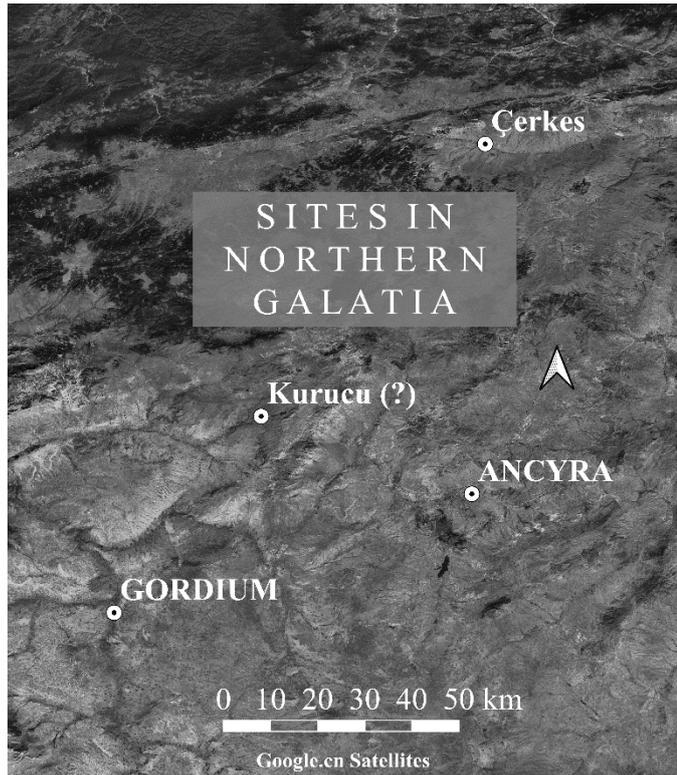 Çerkes
SITES IN
NORTHERN
GALATIA
Kurucu (?)
ANCYRA
GORDIUM
0 10 20 30 40 50 km
Google.cn Satellites